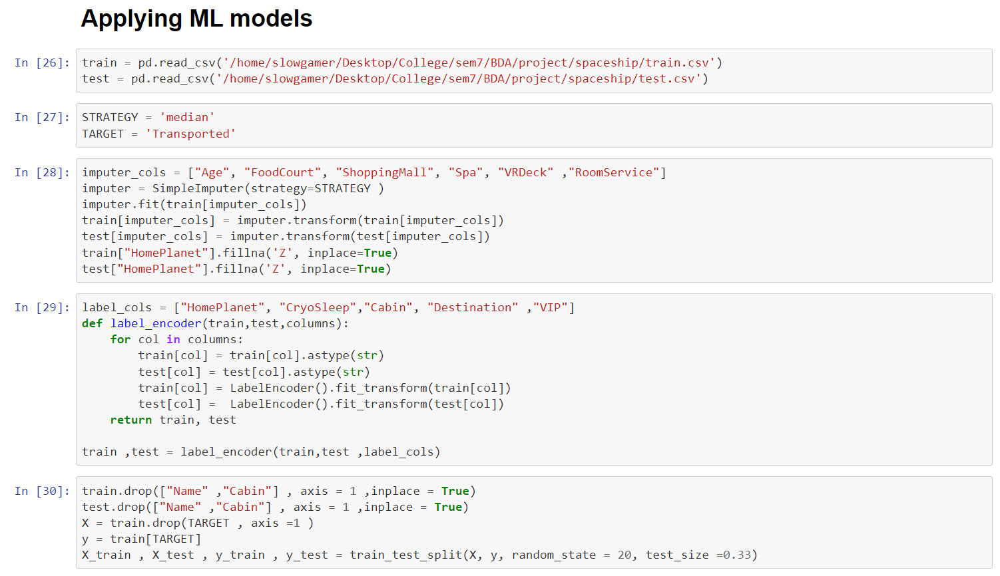 Applying ML models
In [26]: train = pd.read_csv('/home/slowgamer/Desktop/College/sem7/BDA/project/spaceship/train.csv')
test = pd.read_csv('/home/slowgamer/Desktop/College/sem7/BDA/project/spaceship/test.csv')
In [27]: STRATEGY = 'median'
TARGET = 'Transported'
In [28]: imputer_cols = ["Age", "FoodCourt", "ShoppingMall", "Spa", "VRDeck" ,"RoomService"]
imputer = SimpleImputer(strategy=STRATEGY )
imputer.fit(train[imputer_cols])
train[imputer_cols] = imputer.transform(train[imputer_cols])
test[imputer_cols] = imputer.transform(test[imputer_cols])
train["HomePlanet"].fillna('Z', inplace=True)
test["HomePlanet"].fillna('Z', inplace=True)
In [29]: label_cols = ["HomePlanet", "CryoSleep","Cabin", "Destination" ,"VIP"]
def label_encoder(train,test,columns):
    for col in columns:
        train[col] = train[col].astype(str)
        test[col] = test[col].astype(str)
        train[col] = LabelEncoder().fit_transform(train[col])
        test[col] =  LabelEncoder().fit_transform(test[col])
    return train, test
train ,test = label_encoder(train,test ,label_cols)
In [30]: train.drop(["Name" ,"Cabin"] , axis = 1 ,inplace = True)
test.drop(["Name" ,"Cabin"] , axis = 1 ,inplace = True)
X = train.drop(TARGET , axis =1 )
y = train[TARGET]
X_train , X_test , y_train , y_test = train_test_split(X, y, random_state = 20, test_size =0.33)